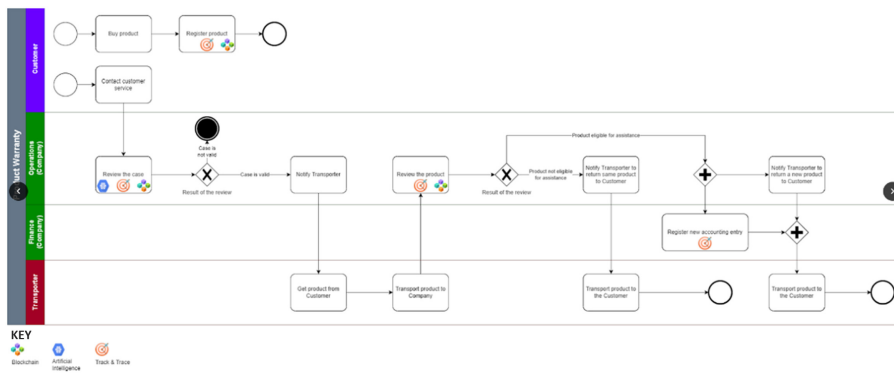 duct Warranty
Customer
Buy product
Register product
Contact customer
service
Operations
(Company)
Case is
not valid
Review the case
Result of the review
Case is valid
Notify Transporter
Review the product
Result of the review
Product eligible for assistance
Product not eligible
for assistance
Notify Transporter to
return same product
to Customer
Notify Transporter to
return a new product
to Customer
Finance
(Company)
Register new accounting entry
Transporter
Get product from
Customer
Transport product to
Company
Transport product to
the Customer
Transport product to
the Customer
KEY
Blockchain
Artificial
Intelligence
Track & Trace